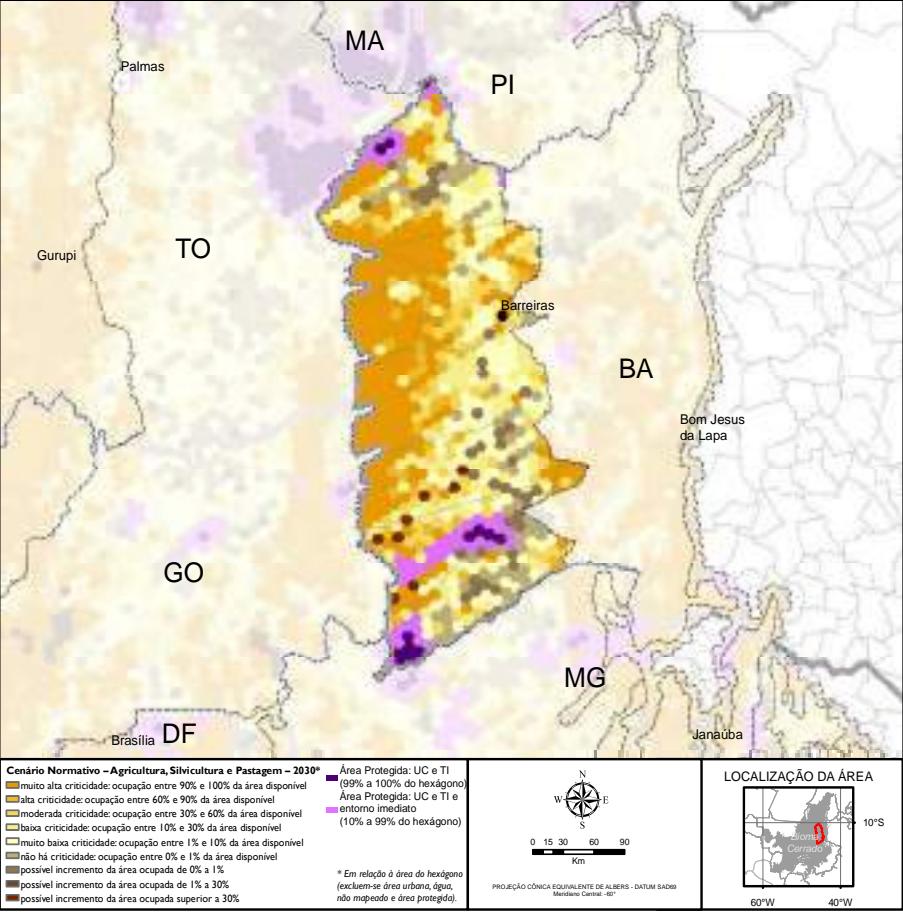 MA
Palmas
PI
TO
Gurupi
Barreiras
BA
Bom Jesus
da Lapa
GO
MG
Janaúba
Brasília DF
Cenário Normativo – Agricultura, Silvicultura e Pastagem – 2030*
muito alta criticidade: ocupação entre 90% e 100% da área disponível
alta criticidade: ocupação entre 60% e 90% da área disponível
moderada criticidade: ocupação entre 30% e 60% da área disponível
baixa criticidade: ocupação entre 10% e 30% da área disponível
muito baixa criticidade: ocupação entre 1% e 10% da área disponível
não há criticidade: ocupação entre 0% e 1% da área disponível
possível incremento da área ocupada de 0% a 1%
possível incremento da área ocupada de 1% a 30%
possível incremento da área ocupada superior a 30%
Área Protegida: UC e TI
(99% a 100% do hexágono)
Área Protegida: UC e TI e
entorno imediato
(10% a 99% do hexágono)
* Em relação à área do hexágono
(excluem-se área urbana, água,
não mapeado e área protegida).
N
W E
S
0 15 30 60 90
Km
PROJEÇÃO CÔNICA EQUIVALENTE DE ALBERS - DATUM SAD69
Meridiano Central: -60°
LOCALIZAÇÃO DA ÁREA
10°S
Bioma
Cerrado
60°W 40°W